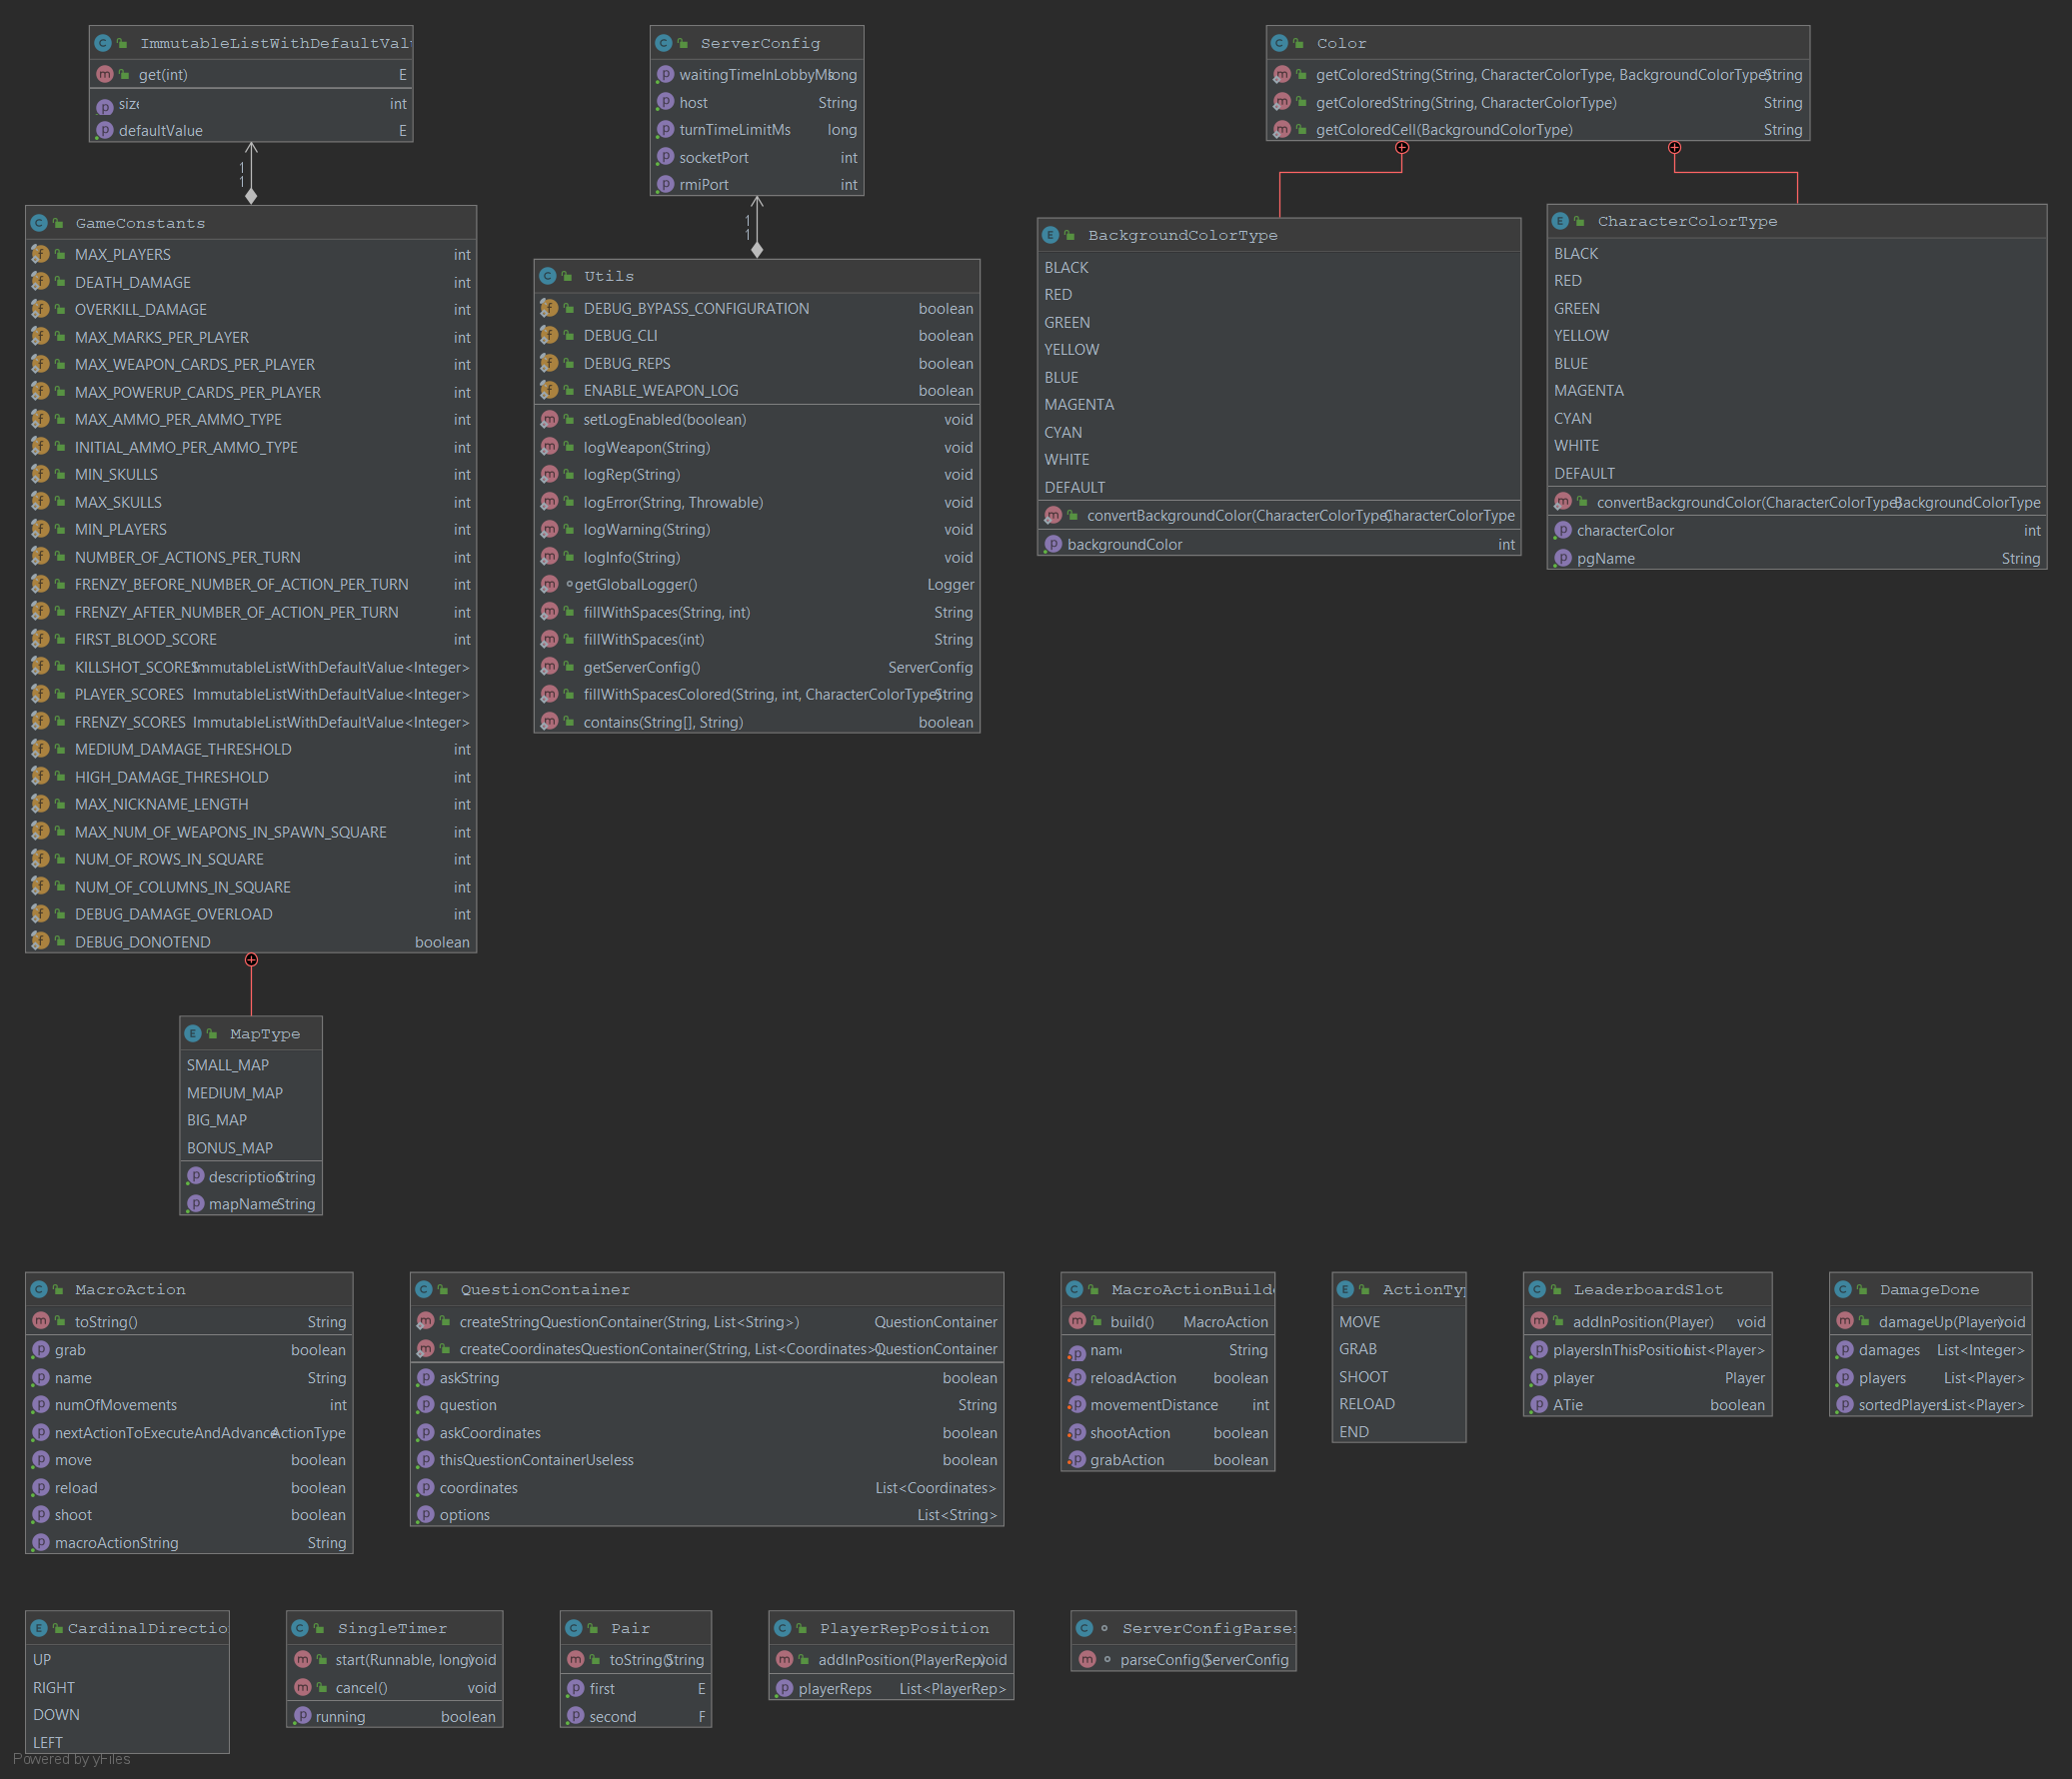 ImmutableListWithDefaultVal
get(int) E
size int
defaultValue E
1
1
GameConstants
MAX_PLAYERS int
DEATH_DAMAGE int
OVERKILL_DAMAGE int
MAX_MARKS_PER_PLAYER int
MAX_WEAPON_CARDS_PER_PLAYER int
MAX_POWERUP_CARDS_PER_PLAYER int
MAX_AMMO_PER_AMMO_TYPE int
INITIAL_AMMO_PER_AMMO_TYPE int
MIN_SKULLS int
MAX_SKULLS int
MIN_PLAYERS int
NUMBER_OF_ACTIONS_PER_TURN int
FRENZY_BEFORE_NUMBER_OF_ACTION_PER_TURN int
FRENZY_AFTER_NUMBER_OF_ACTION_PER_TURN int
FIRST_BLOOD_SCORE int
KILLSHOT_SCORES ImmutableListWithDefaultValue<Integer>
PLAYER_SCORES ImmutableListWithDefaultValue<Integer>
FRENZY_SCORES ImmutableListWithDefaultValue<Integer>
MEDIUM_DAMAGE_THRESHOLD int
HIGH_DAMAGE_THRESHOLD int
MAX_NICKNAME_LENGTH int
MAX_NUM_OF_WEAPONS_IN_SPAWN_SQUARE int
NUM_OF_ROWS_IN_SQUARE int
NUM_OF_COLUMNS_IN_SQUARE int
DEBUG_DAMAGE_OVERLOAD int
DEBUG_DONOTEND boolean
MapType
SMALL_MAP
MEDIUM_MAP
BIG_MAP
BONUS_MAP
description String
mapName String
ServerConfig
waitingTimeInLobbyMs long
host String
turnTimeLimitMs long
socketPort int
rmiPort int
1
1
Utils
DEBUG_BYPASS_CONFIGURATION boolean
DEBUG_CLI boolean
DEBUG_REPS boolean
ENABLE_WEAPON_LOG boolean
setLogEnabled(boolean) void
logWeapon(String) void
logRep(String) void
logError(String, Throwable) void
logWarning(String) void
logInfo(String) void
getGlobalLogger() Logger
fillWithSpaces(String, int) String
fillWithSpaces(int) String
getServerConfig() ServerConfig
fillWithSpacesColored(String, int, CharacterColorType) String
contains(String[], String) boolean
Color
getColoredString(String, CharacterColorType, BackgroundColorType) String
getColoredString(String, CharacterColorType) String
getColoredCell(BackgroundColorType) String
BackgroundColorType
BLACK
RED
GREEN
YELLOW
BLUE
MAGENTA
CYAN
WHITE
DEFAULT
convertBackgroundColor(CharacterColorType) CharacterColorType
backgroundColor int
CharacterColorType
BLACK
RED
GREEN
YELLOW
BLUE
MAGENTA
CYAN
WHITE
DEFAULT
convertBackgroundColor(CharacterColorType) BackgroundColorType
characterColor int
pgName String
MacroAction
toString() String
grab boolean
name String
numOfMovements int
nextActionToExecuteAndAdvance ActionType
move boolean
reload boolean
shoot boolean
macroActionString String
QuestionContainer
createStringQuestionContainer(String, List<String>) QuestionContainer
createCoordinatesQuestionContainer(String, List<Coordinates>) QuestionContainer
askString boolean
question String
askCoordinates boolean
thisQuestionContainerUseless boolean
coordinates List<Coordinates>
options List<String>
MacroActionBuilde
build() MacroAction
name String
reloadAction boolean
movementDistance int
shootAction boolean
grabAction boolean
ActionTy
MOVE
GRAB
SHOOT
RELOAD
END
LeaderboardSlot
addInPosition(Player) void
playersInThisPosition List<Player>
player Player
ATie boolean
DamageDone
damageUp(Player) void
damages List<Integer>
players List<Player>
sortedPlayers List<Player>
CardinalDirectio
UP
RIGHT
DOWN
LEFT
SingleTimer
start(Runnable, long) void
cancel() void
running boolean
Pair
toString() String
first E
second F
PlayerRepPosition
addInPosition(PlayerRep) void
playerReps List<PlayerRep>
ServerConfigParser
parseConfig() ServerConfig
Powered by yFiles